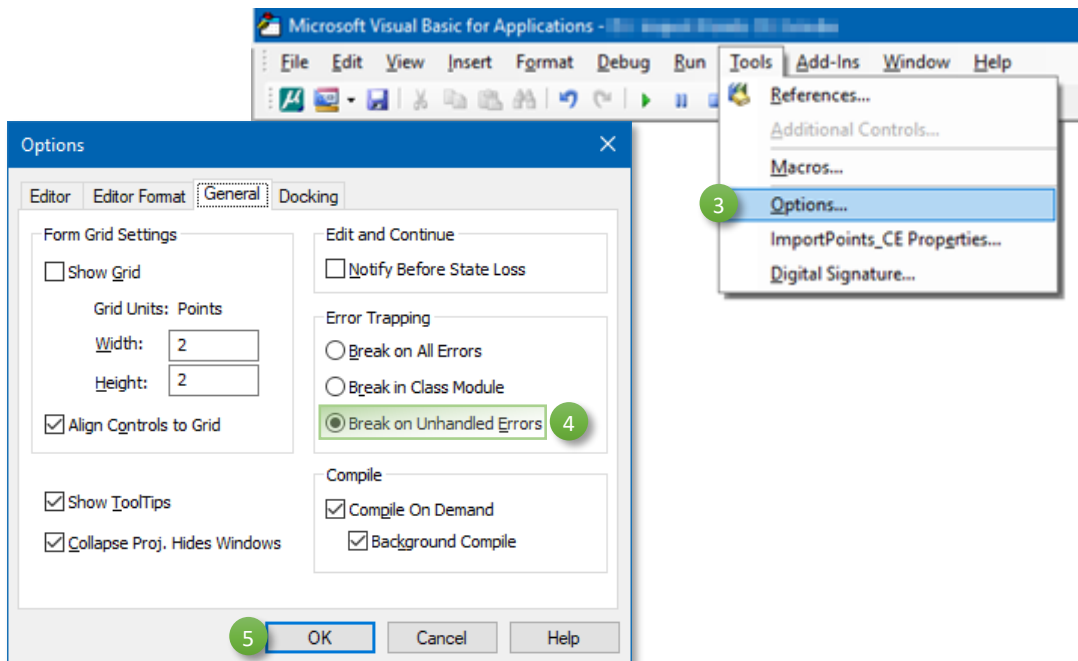 Microsoft Visual Basic for Applications -
File Edit View Insert Format Debug Run Tools Add-Ins Window Help
References...
Additional Controls...
Macros...
3 Options...
ImportPoints_CE Properties...
Digital Signature...
Options
Editor Editor Format General Docking
Form Grid Settings
Show Grid
Grid Units: Points
Width: 2
Height: 2
Align Controls to Grid
Show ToolTips
Collapse Proj. Hides Windows
Edit and Continue
Notify Before State Loss
Error Trapping
Break on All Errors
Break in Class Module
Break on Unhandled Errors 4
Compile
Compile On Demand
Background Compile
5 OK Cancel Help